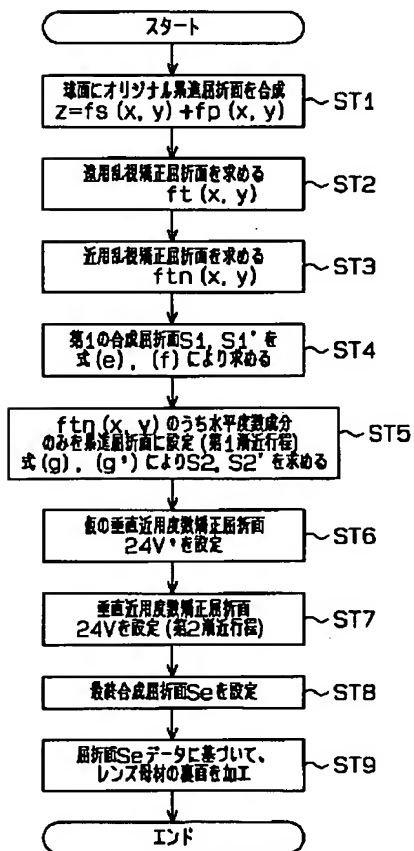 スタート
球面にオリジナル累進屈折面を合成
z=fs(x, y)+fp(x, y)
ST1
遠用乱視矯正屈折面を求める
ft(x, y)
ST2
近用乱視矯正屈折面を求める
ftn(x, y)
ST3
第1の合成屈折面S1, S1'を
式(e), (f)により求める
ST4
ftn(x, y)のうち水平度数成分
のみを累進屈折面に設定(第1漸近行程)
式(g), (g')によりS2, S2'を求める
ST5
仮の垂直近用度数矯正屈折面
24V'を設定
ST6
垂直近用度数矯正屈折面
24Vを設定(第2漸近行程)
ST7
最終合成屈折面Seを設定
ST8
屈折面Seデータに基づいて、
レンズ母材の裏面を加工
ST9
エンド